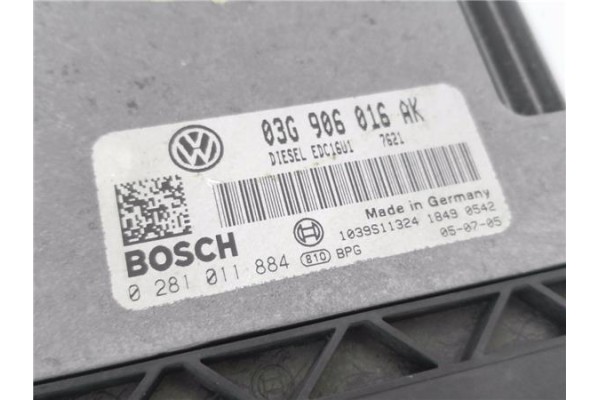 03G 906 016 AK
DIESEL EDC16U1 7621
Made in Germany
BOSCH
1039S11324 1849 0542
0 281 011 884 B10 BPG 05-07-05